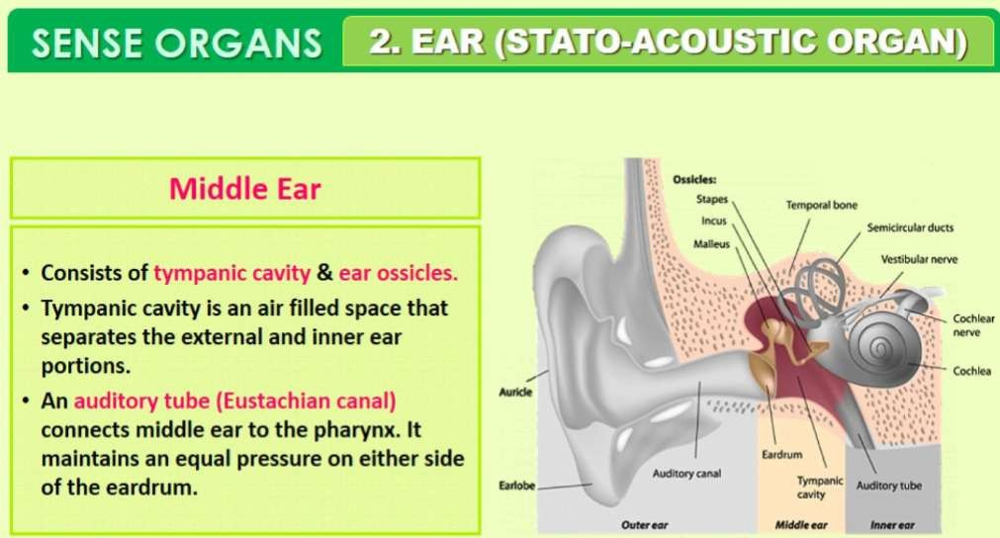 SENSE ORGANS
2. EAR (STATO-ACOUSTIC ORGAN)
Middle Ear
• Consists of tympanic cavity & ear ossicles.
• Tympanic cavity is an air filled space that
separates the external and inner ear
portions.
• An auditory tube (Eustachian canal)
connects middle ear to the pharynx. It
maintains an equal pressure on either side
of the eardrum.
Ossicles:
Stapes
Incus
Malleus
Temporal bone
Semicircular ducts
Vestibular nerve
Cochlear
nerve
Cochlea
Auricle
Earlobe
Auditory canal
Eardrum
Tympanic
cavity
Auditory tube
Outer ear
Middle ear
Inner ear